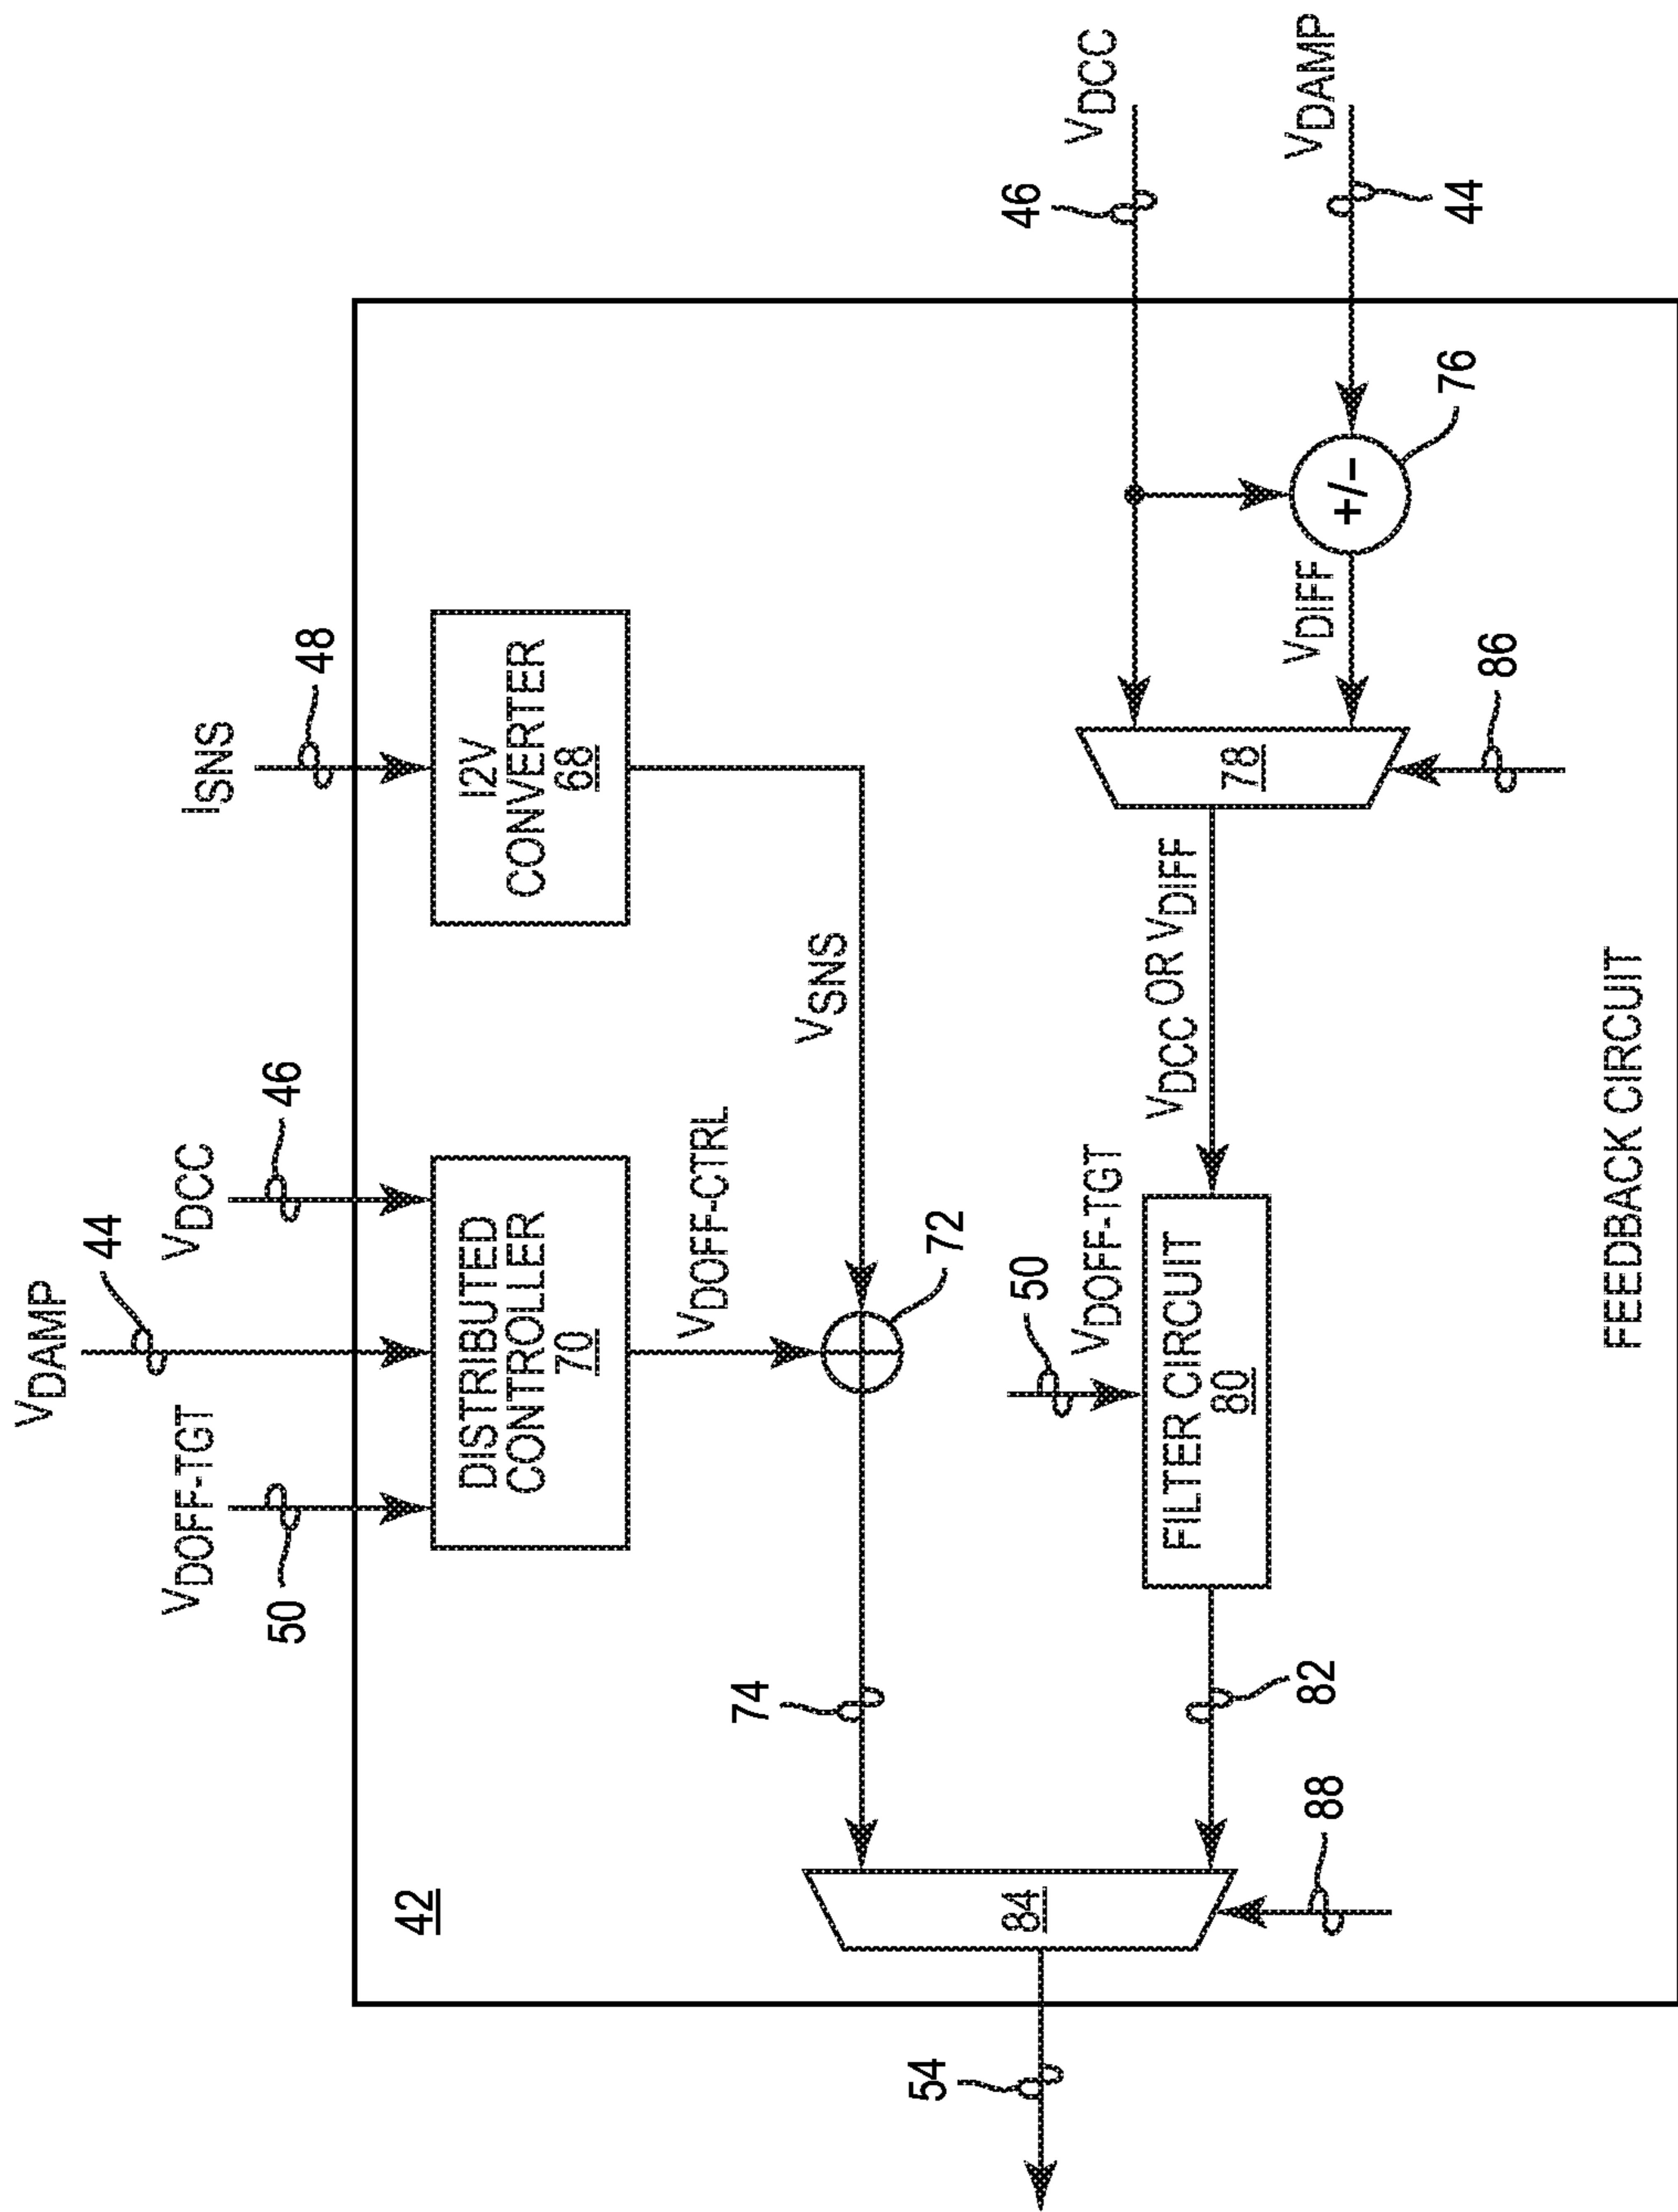 VDAMP
44
VDOFF-TGT
VDCC
ISNS
50
46
48
42
DISTRIBUTED
CONTROLLER
70
I2V
CONVERTER
68
VDOFF-CTRL
VSNS
74
72
84
54
88
82
50
VDOFF-TGT
FILTER CIRCUIT
80
VDCC OR VDIFF
78
86
VDIFF
+/-
76
46
VDCC
VDAMP
44
FEEDBACK CIRCUIT